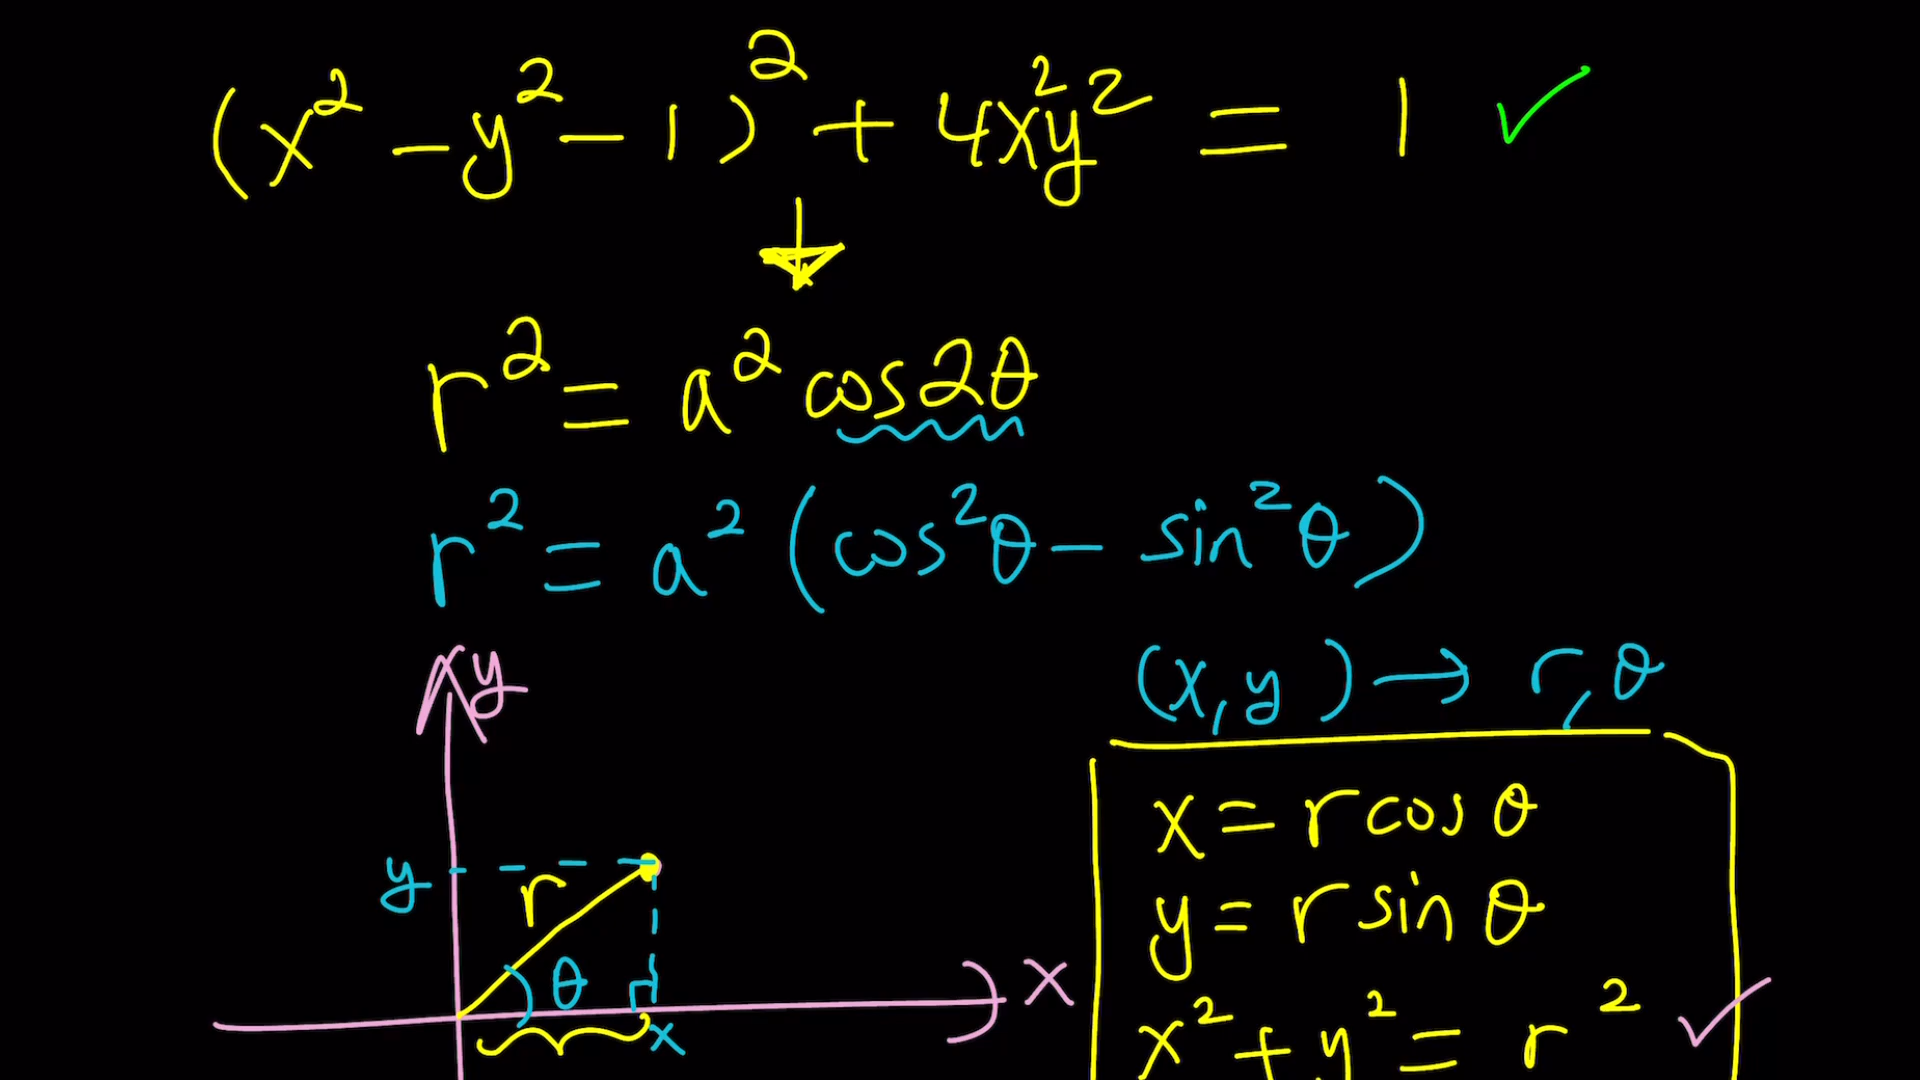 (x² - y² - 1)² + 4x²y² = 1 ✓
r² = a² cos2θ
r² = a² (cos²θ - sin²θ)
(x, y) → r, θ
y
y
r
θ
x
x
x = r cos θ
y = r sin θ
x² + y² = r² ✓